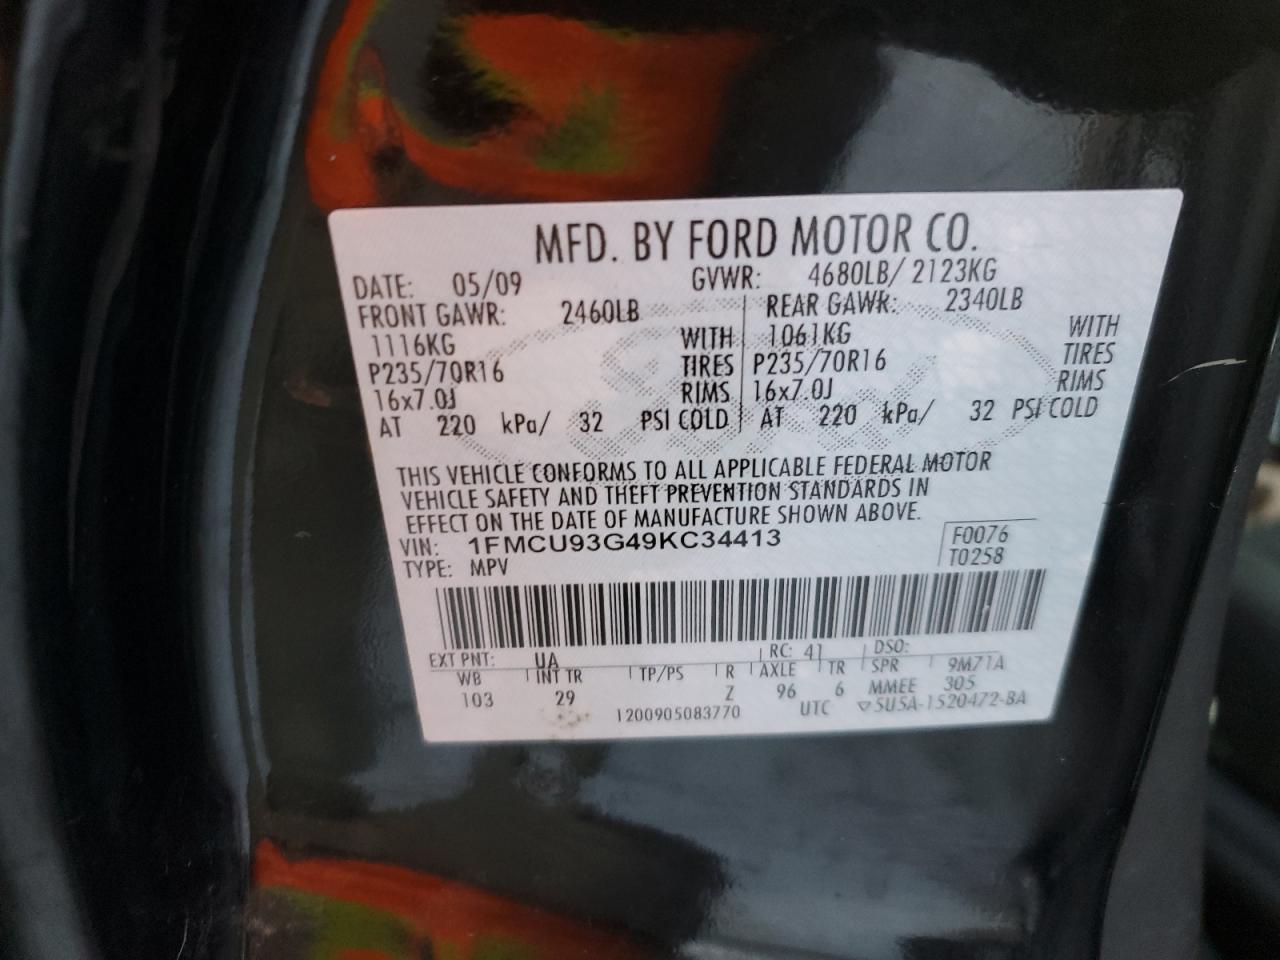 MFD. BY FORD MOTOR CO.
DATE: 05/09 GVWR: 4680LB/ 2123KG
FRONT GAWR: 2460LB REAR GAWR: 2340LB
1116KG WITH 1061KG WITH
P235/70R16 TIRES P235/70R16 TIRES
16x7.0J RIMS 16x7.0J RIMS
AT 220 kPa/ 32 PSI COLD AT 220 kPa/ 32 PSI COLD
THIS VEHICLE CONFORMS TO ALL APPLICABLE FEDERAL MOTOR
VEHICLE SAFETY AND THEFT PREVENTION STANDARDS IN
EFFECT ON THE DATE OF MANUFACTURE SHOWN ABOVE.
VIN: 1FMCU93G49KC34413 F0076
TYPE: MPV T0258
EXT PNT: UA RC: 41 DSO:
WB INT TR TP/PS R AXLE TR SPR 9M71A
103 29 Z 96 6 MMEE 305
1200905083770 UTC ▽5U5A-1520472-BA